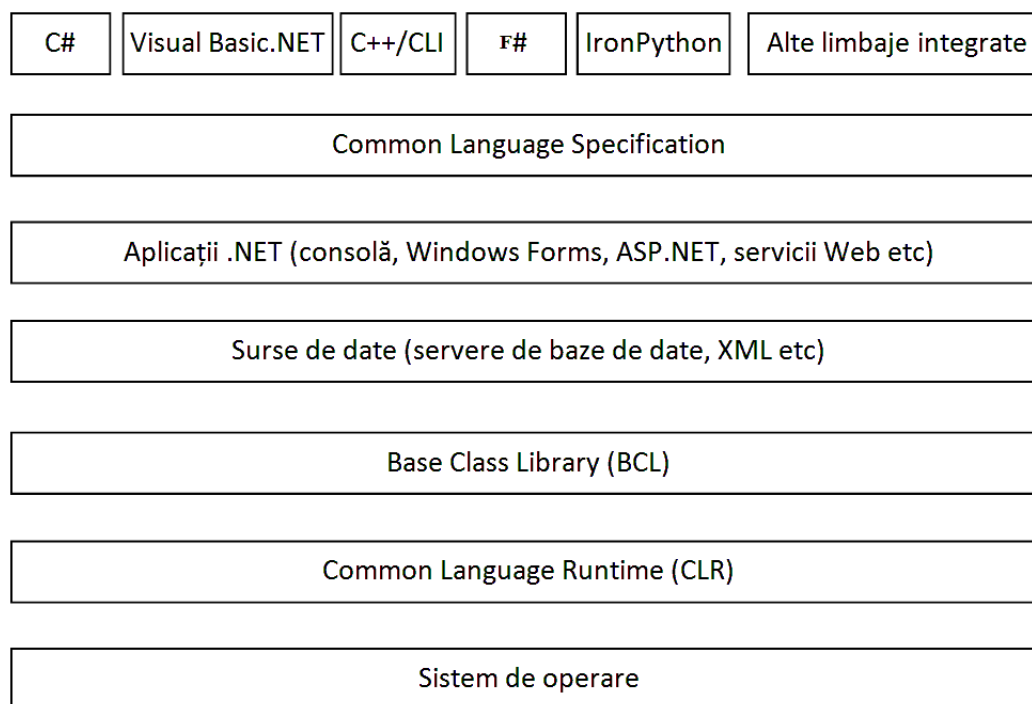 C# Visual Basic.NET C++/CLI F# IronPython Alte limbaje integrate
Common Language Specification
Aplicații .NET (consolă, Windows Forms, ASP.NET, servicii Web etc)
Surse de date (servere de baze de date, XML etc)
Base Class Library (BCL)
Common Language Runtime (CLR)
Sistem de operare